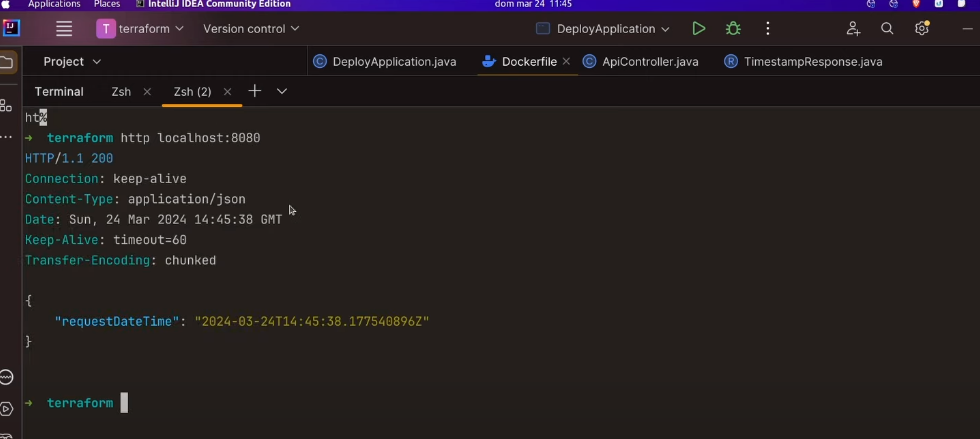 Applications Places IntelliJ IDEA Community Edition dom mar 24 11:45
T terraform Version control DeployApplication
Project DeployApplication.java Dockerfile ApiController.java TimestampResponse.java
Terminal Zsh Zsh (2)
ht%
→ terraform http localhost:8080
HTTP/1.1 200
Connection: keep-alive
Content-Type: application/json
Date: Sun, 24 Mar 2024 14:45:38 GMT
Keep-Alive: timeout=60
Transfer-Encoding: chunked
{
"requestDateTime": "2024-03-24T14:45:38.177540896Z"
}
→ terraform